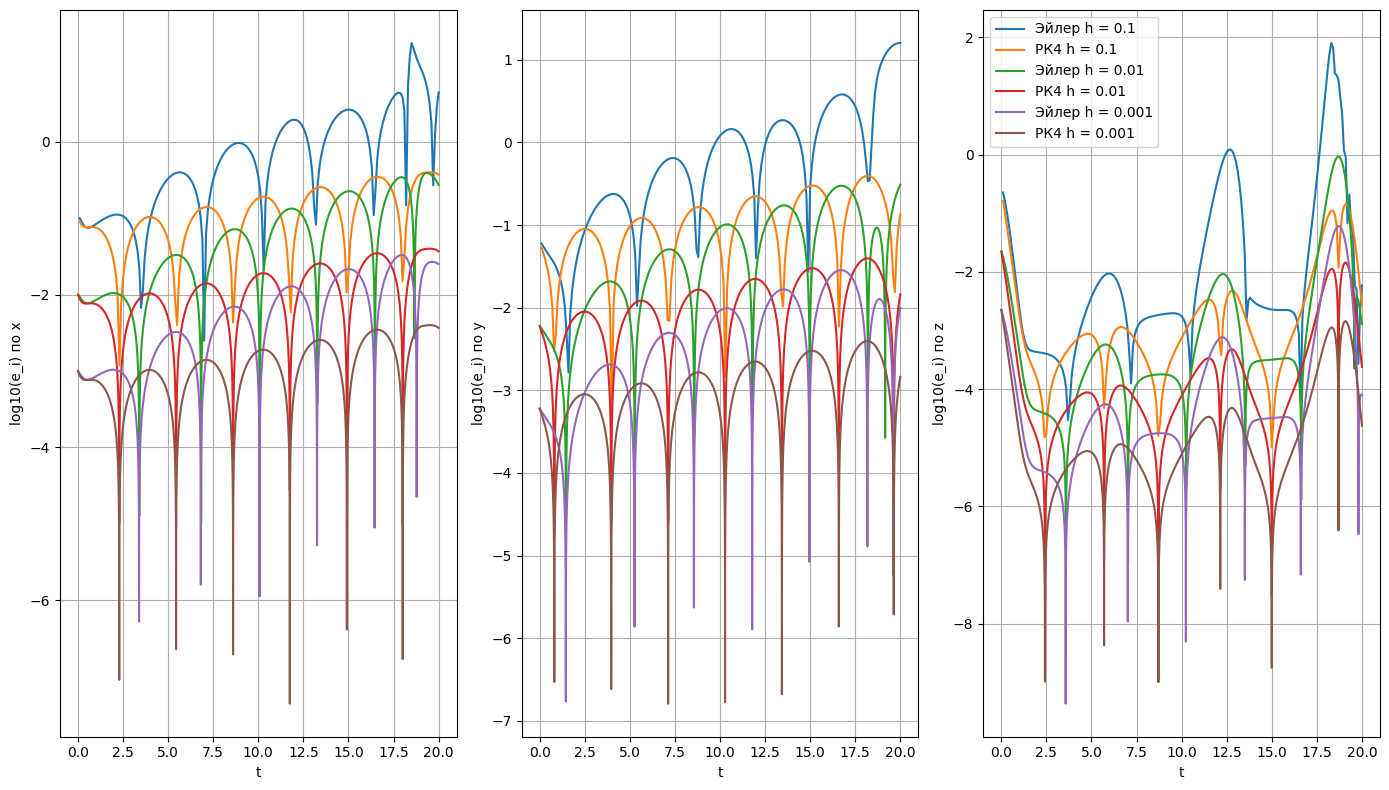 Эйлер h = 0.1
РК4 h = 0.1
Эйлер h = 0.01
РК4 h = 0.01
Эйлер h = 0.001
РК4 h = 0.001
log10(e_i) по x
0
−2
−4
−6
0.0 2.5 5.0 7.5 10.0 12.5 15.0 17.5 20.0
t
log10(e_i) по y
1
0
−1
−2
−3
−4
−5
−6
−7
0.0 2.5 5.0 7.5 10.0 12.5 15.0 17.5 20.0
t
log10(e_i) по z
2
0
−2
−4
−6
−8
0.0 2.5 5.0 7.5 10.0 12.5 15.0 17.5 20.0
t